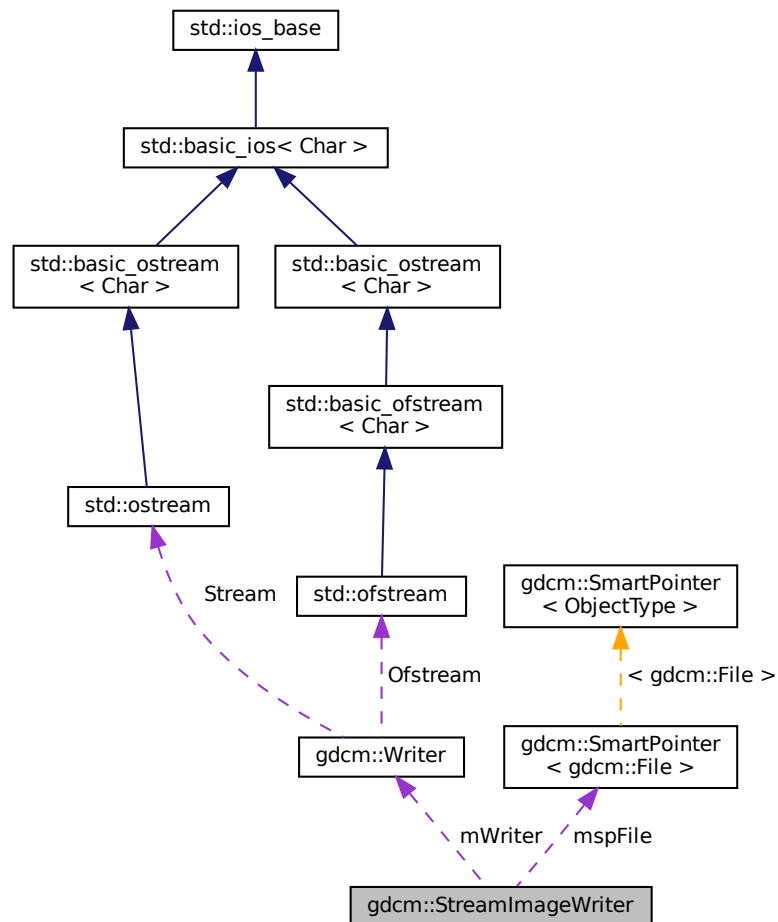 std::ios_base
std::basic_ios< Char >
std::basic_ostream
< Char >
std::basic_ostream
< Char >
std::basic_ofstream
< Char >
std::ostream
std::ofstream
gdcm::SmartPointer
< ObjectType >
Stream
Ofstream
< gdcm::File >
gdcm::Writer
gdcm::SmartPointer
< gdcm::File >
mWriter
mspFile
gdcm::StreamImageWriter